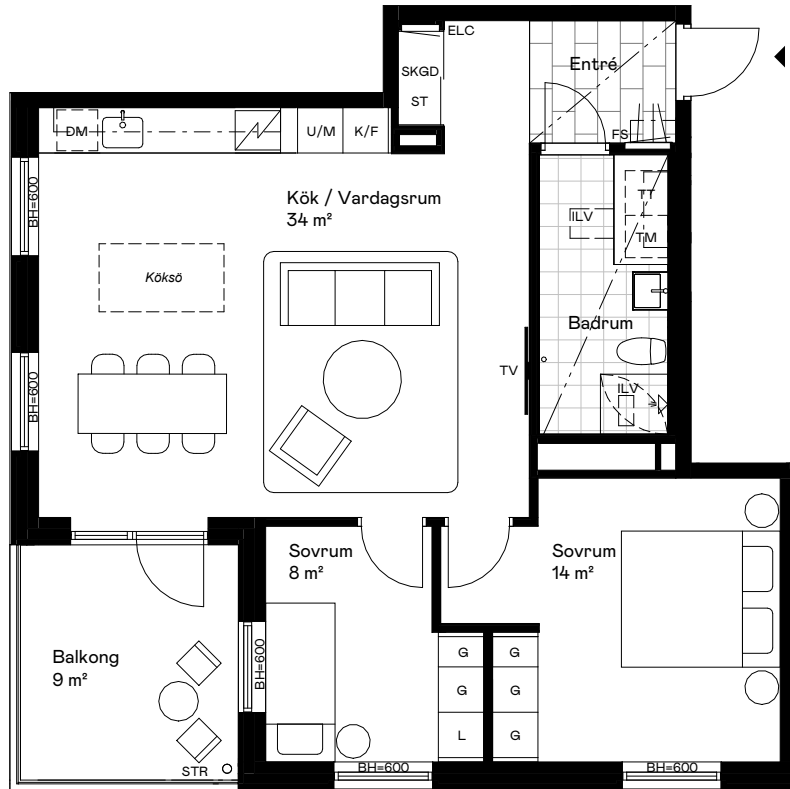 ELC
SKGD
ST
Entré
FS
DM
U/M
K/F
Kök / Vardagsrum
34 m²
BH=600
TT
ILV
TM
Köksö
Badrum
TV
BH=600
ILV
Sovrum
8 m²
Sovrum
14 m²
Balkong
9 m²
BH=600
G
G
G
G
L
G
STR
BH=600
BH=600